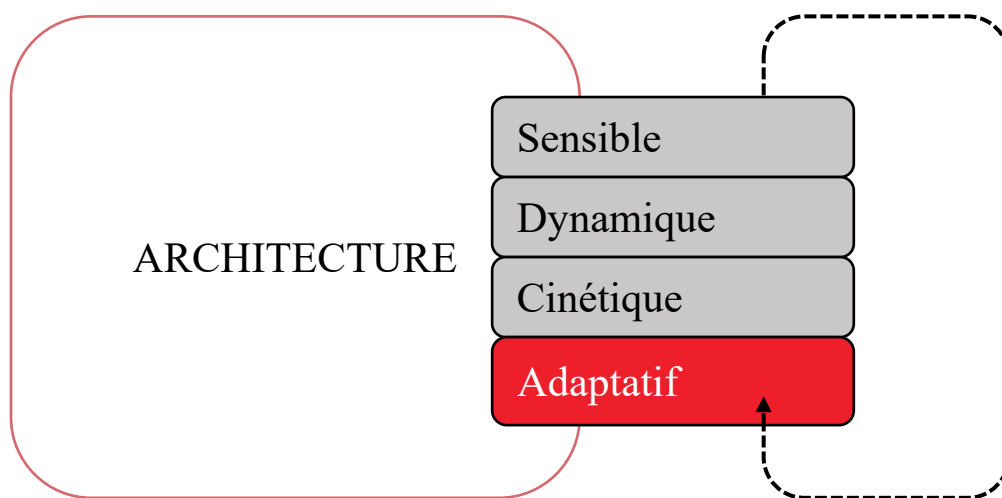 Sensible
Dynamique
ARCHITECTURE
Cinétique
Adaptatif